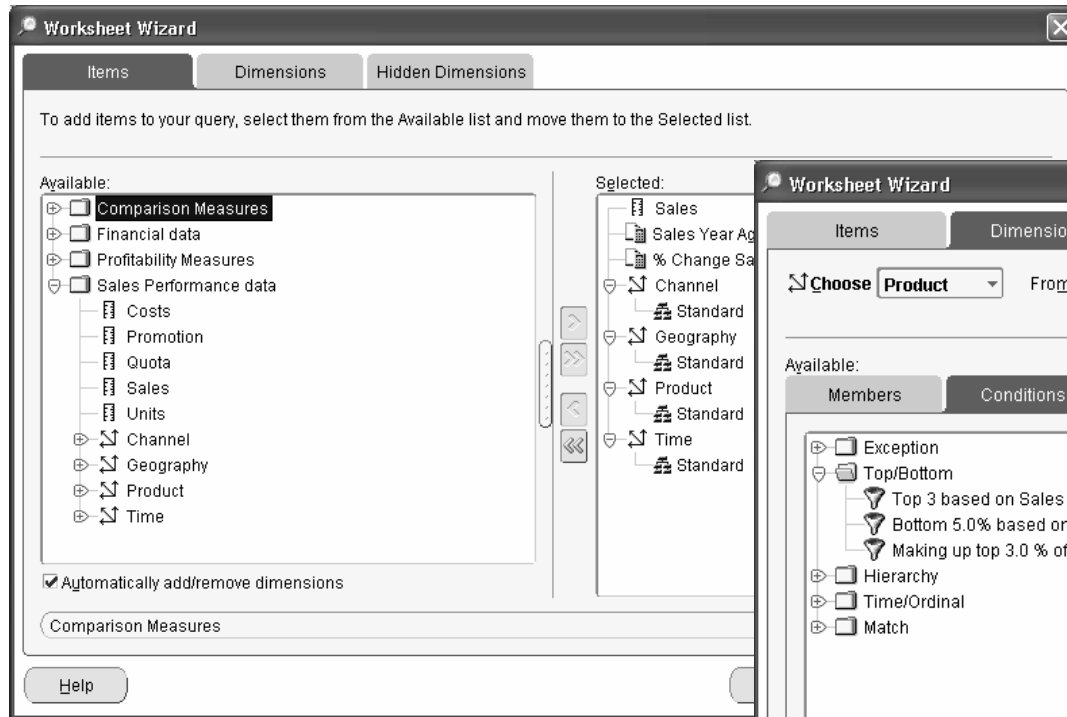 Worksheet Wizard
Items
Dimensions
Hidden Dimensions
To add items to your query, select them from the Available list and move them to the Selected list.
Available:
Comparison Measures
Financial data
Profitability Measures
Sales Performance data
Costs
Promotion
Quota
Sales
Units
Channel
Geography
Product
Time
Automatically add/remove dimensions
Comparison Measures
Help
Selected:
Sales
Sales Year Ag
% Change Sa
Channel
Standard
Geography
Standard
Product
Standard
Time
Standard
Worksheet Wizard
Items
Dimensio
Choose Product From
Available:
Members
Conditions
Exception
Top/Bottom
Top 3 based on Sales
Bottom 5.0% based on
Making up top 3.0 % of
Hierarchy
Time/Ordinal
Match